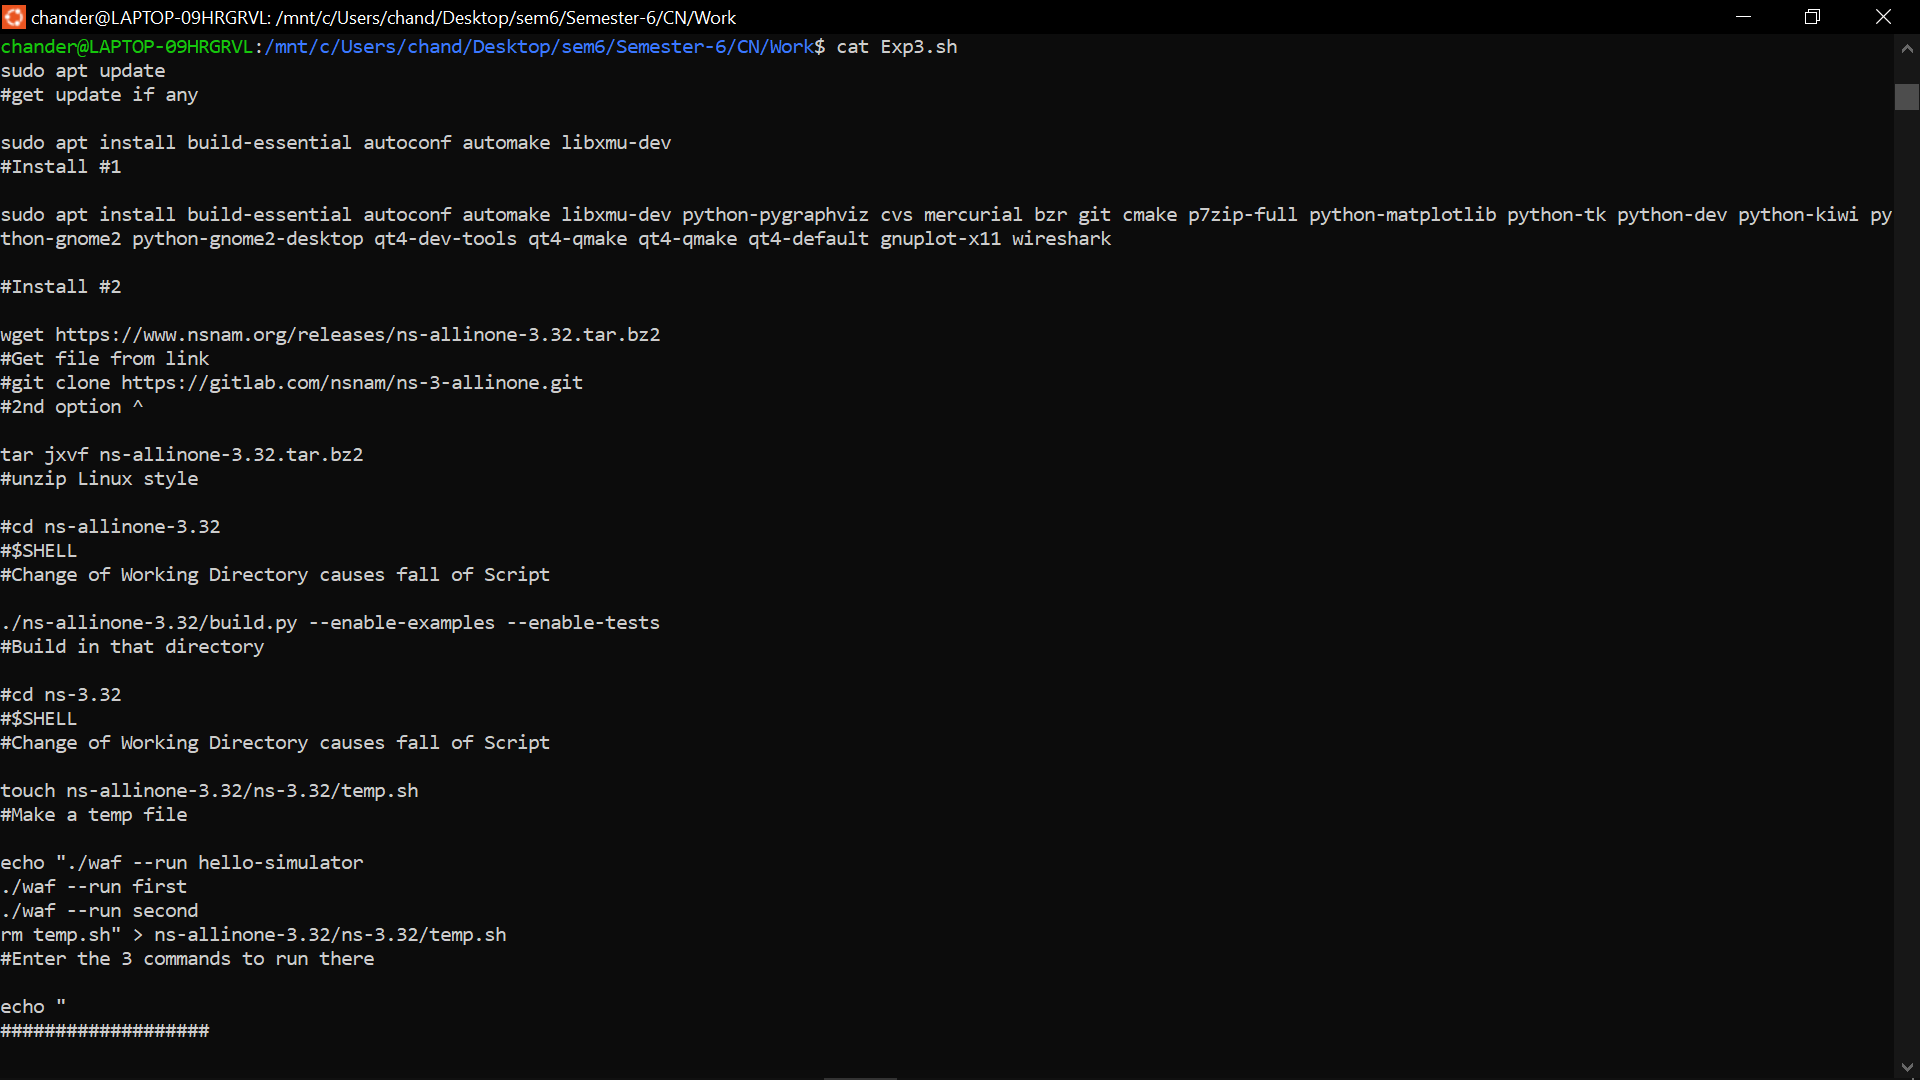 chander@LAPTOP-09HRGRVL: /mnt/c/Users/chand/Desktop/sem6/Semester-6/CN/Work
chander@LAPTOP-09HRGRVL:/mnt/c/Users/chand/Desktop/sem6/Semester-6/CN/Work$ cat Exp3.sh
sudo apt update
#get update if any
sudo apt install build-essential autoconf automake libxmu-dev
#Install #1
sudo apt install build-essential autoconf automake libxmu-dev python-pygraphviz cvs mercurial bzr git cmake p7zip-full python-matplotlib python-tk python-dev python-kiwi py
thon-gnome2 python-gnome2-desktop qt4-dev-tools qt4-qmake qt4-qmake qt4-default gnuplot-x11 wireshark
#Install #2
wget https://www.nsnam.org/releases/ns-allinone-3.32.tar.bz2
#Get file from link
#git clone https://gitlab.com/nsnam/ns-3-allinone.git
#2nd option ^
tar jxvf ns-allinone-3.32.tar.bz2
#unzip Linux style
#cd ns-allinone-3.32
#$SHELL
#Change of Working Directory causes fall of Script
./ns-allinone-3.32/build.py --enable-examples --enable-tests
#Build in that directory
#cd ns-3.32
#$SHELL
#Change of Working Directory causes fall of Script
touch ns-allinone-3.32/ns-3.32/temp.sh
#Make a temp file
echo "./waf --run hello-simulator
./waf --run first
./waf --run second
rm temp.sh" > ns-allinone-3.32/ns-3.32/temp.sh
#Enter the 3 commands to run there
echo "
###################